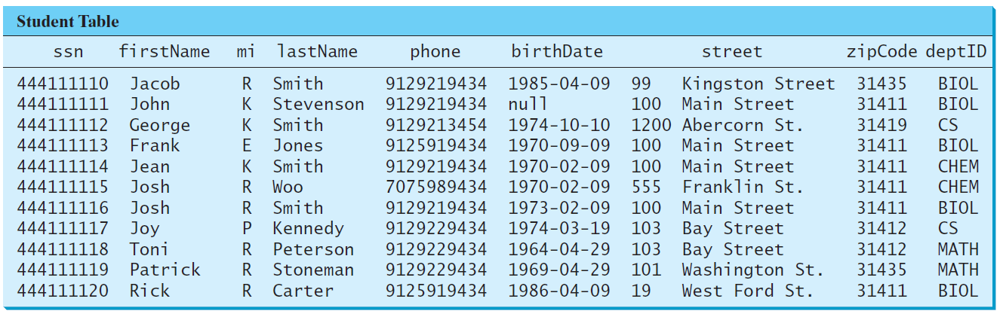 Student Table
ssn firstName mi lastName phone birthDate street zipCode deptID
444111110 Jacob R Smith 9129219434 1985-04-09 99 Kingston Street 31435 BIOL
444111111 John K Stevenson 9129219434 null 100 Main Street 31411 BIOL
444111112 George K Smith 9129213454 1974-10-10 1200 Abercorn St. 31419 CS
444111113 Frank E Jones 9125919434 1970-09-09 100 Main Street 31411 BIOL
444111114 Jean K Smith 9129219434 1970-02-09 100 Main Street 31411 CHEM
444111115 Josh R Woo 7075989434 1970-02-09 555 Franklin St. 31411 CHEM
444111116 Josh R Smith 9129219434 1973-02-09 100 Main Street 31411 BIOL
444111117 Joy P Kennedy 9129229434 1974-03-19 103 Bay Street 31412 CS
444111118 Toni R Peterson 9129229434 1964-04-29 103 Bay Street 31412 MATH
444111119 Patrick R Stoneman 9129229434 1969-04-29 101 Washington St. 31435 MATH
444111120 Rick R Carter 9125919434 1986-04-09 19 West Ford St. 31411 BIOL